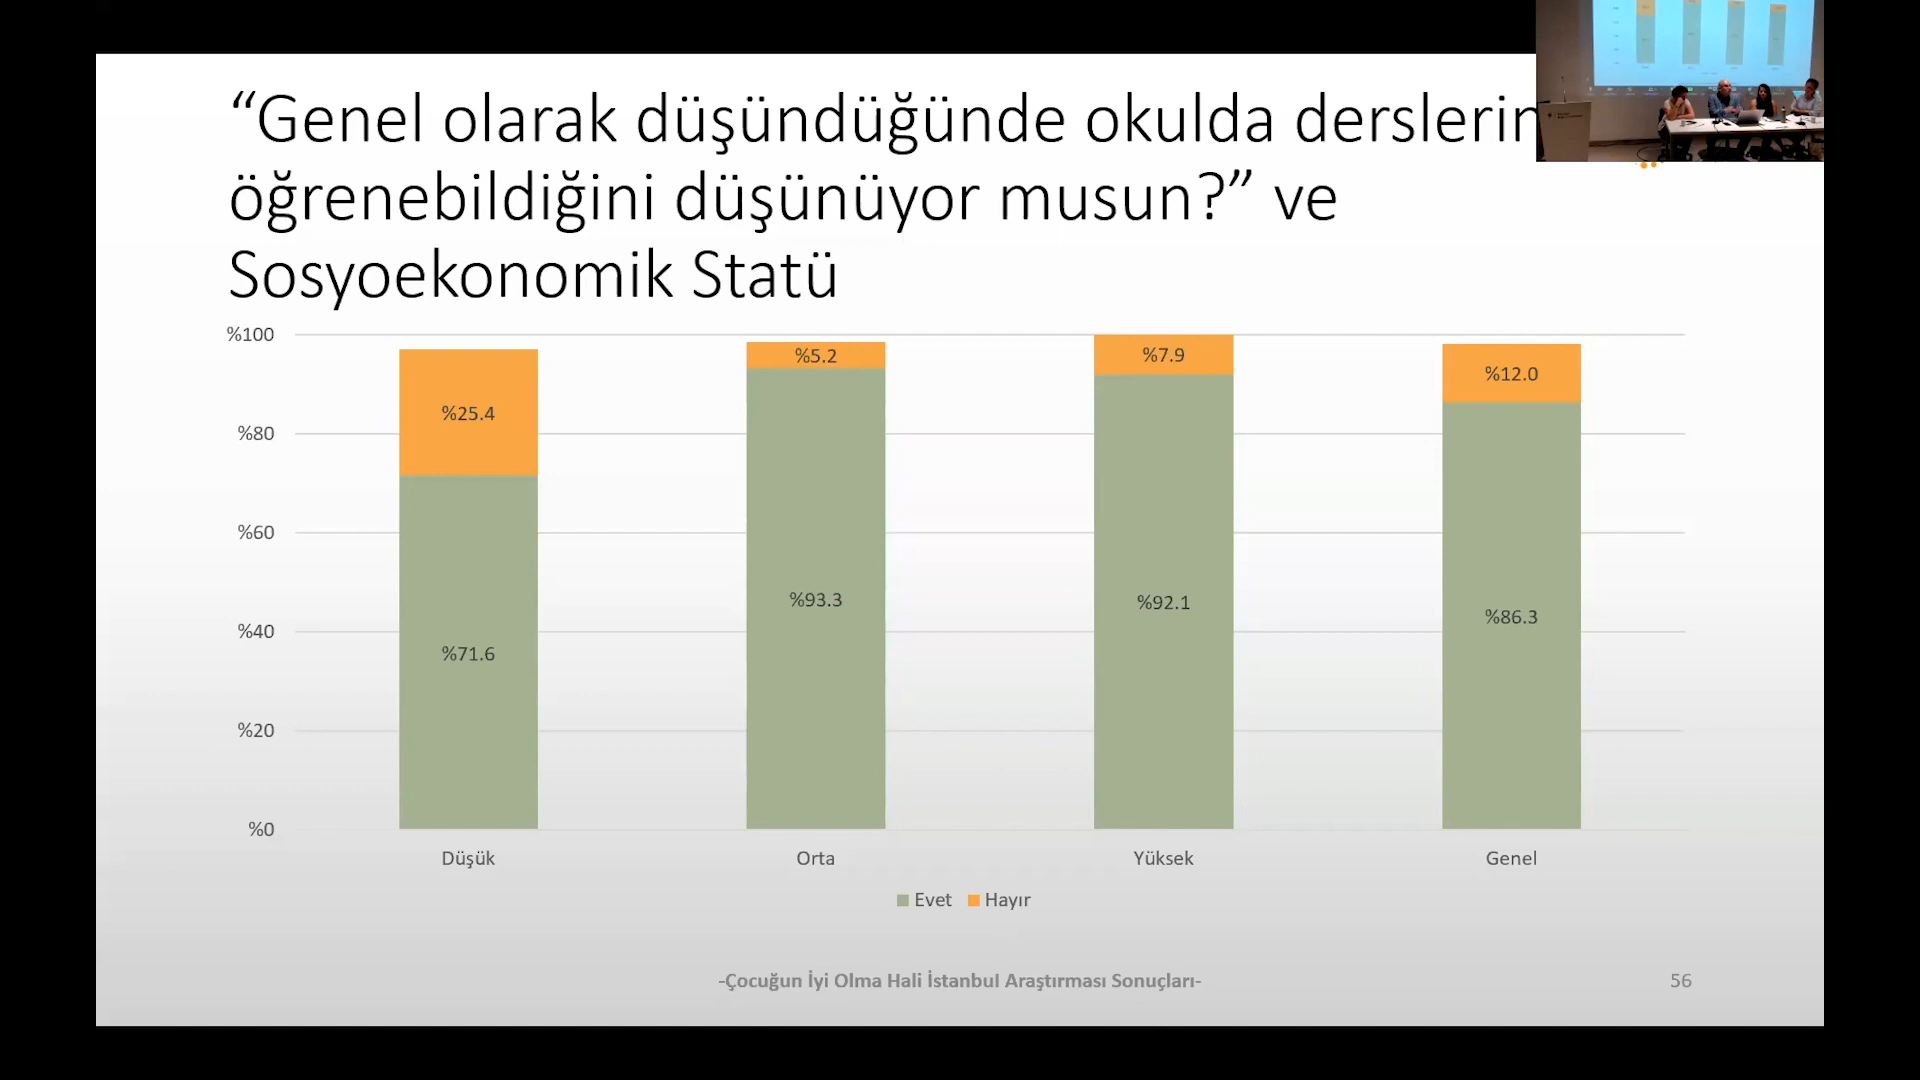 “Genel olarak düşündüğünde okulda derslerin
öğrenebildiğini düşünüyor musun?” ve
Sosyoekonomik Statü
%100
%80
%60
%40
%20
%0
%25.4
%71.6
%5.2
%93.3
%7.9
%92.1
%12.0
%86.3
Düşük Orta Yüksek Genel
Evet Hayır
-Çocuğun İyi Olma Hali İstanbul Araştırması Sonuçları-
56